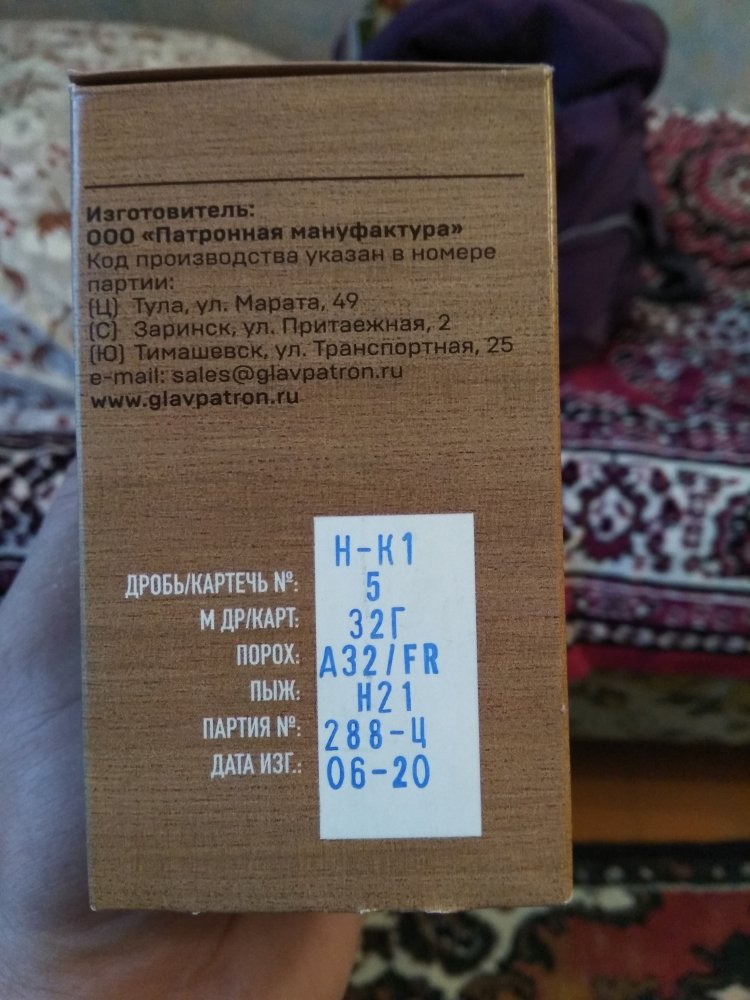 Изготовитель:
ООО «Патронная мануфактура»
Код производства указан в номере
партии:
(Ц) Тула, ул. Марата, 49
(С) Заринск, ул. Притаежная, 2
(Ю) Тимашевск, ул. Транспортная, 25
e-mail: sales@glavpatron.ru
www.glavpatron.ru
Н-К1
ДРОБЬ/КАРТЕЧЬ №: 5
М ДР/КАРТ: 32Г
ПОРОХ: A32/FR
ПЫЖ: Н21
ПАРТИЯ №: 288-Ц
ДАТА ИЗГ.: 06-20